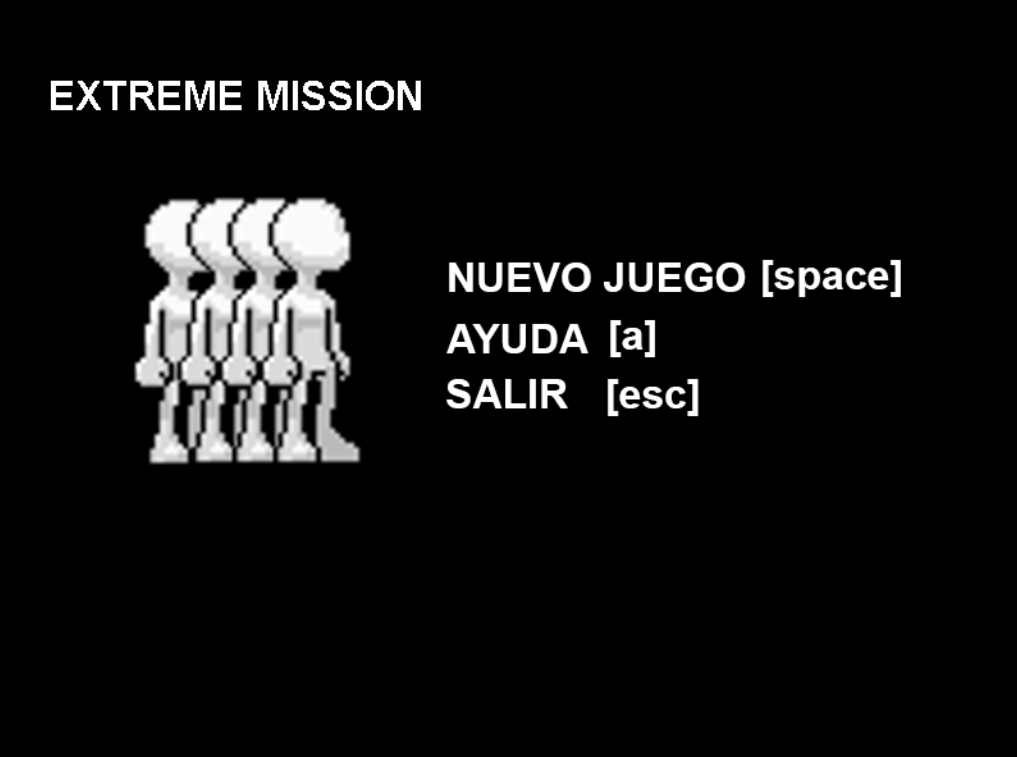 EXTREME MISSION
NUEVO JUEGO [space]
AYUDA [a]
SALIR [esc]